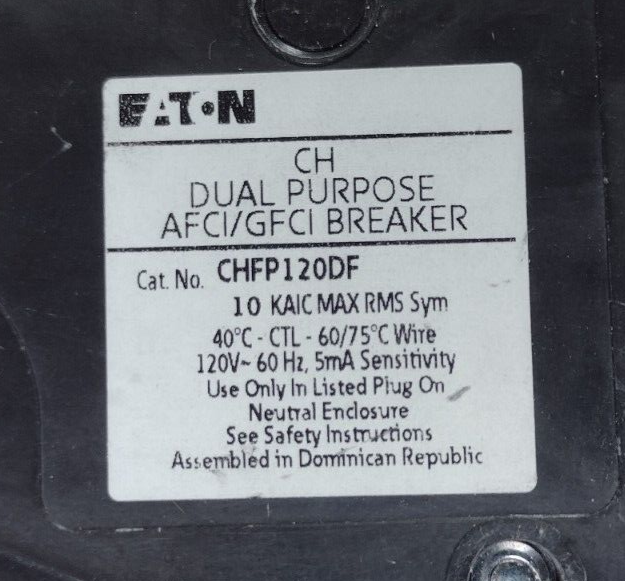 EATON
CH
DUAL PURPOSE
AFCI/GFCI BREAKER
Cat. No. CHFP120DF
10 KAIC MAX RMS Sym
40°C - CTL - 60/75°C Wire
120V~ 60 Hz, 5mA Sensitivity
Use Only In Listed Plug On
Neutral Enclosure
See Safety Instructions
Assembled in Dominican Republic